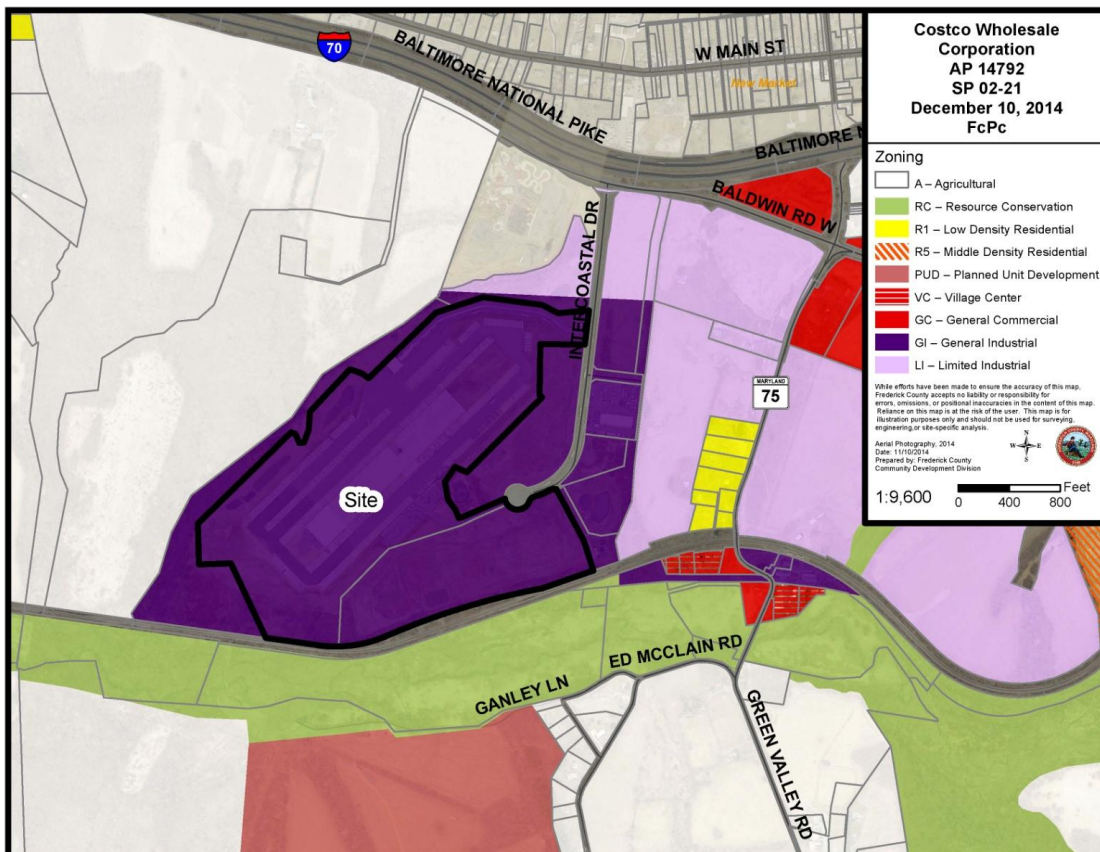 70
BALTIMORE NATIONAL PIKE
W MAIN ST
New Market
BALTIMORE N
BALDWIN RD W
INTERCOASTAL DR
MARYLAND
75
Site
ED MCCLAIN RD
GANLEY LN
GREEN VALLEY RD
Costco Wholesale
Corporation
AP 14792
SP 02-21
December 10, 2014
FcPc
Zoning
A – Agricultural
RC – Resource Conservation
R1 – Low Density Residential
R5 – Middle Density Residential
PUD – Planned Unit Development
VC – Village Center
GC – General Commercial
GI – General Industrial
LI – Limited Industrial
While efforts have been made to ensure the accuracy of this map,
Frederick County accepts no liability or responsibility for
errors, omissions, or positional inaccuracies in the content of this map.
Reliance on this map is at the risk of the user. This map is for
illustration purposes only and should not be used for surveying,
engineering,or site-specific analysis.
Aerial Photography, 2014
Date: 11/10/2014
Prepared by: Frederick County
Community Development Division
N
W E
S
1:9,600
Feet
0 400 800